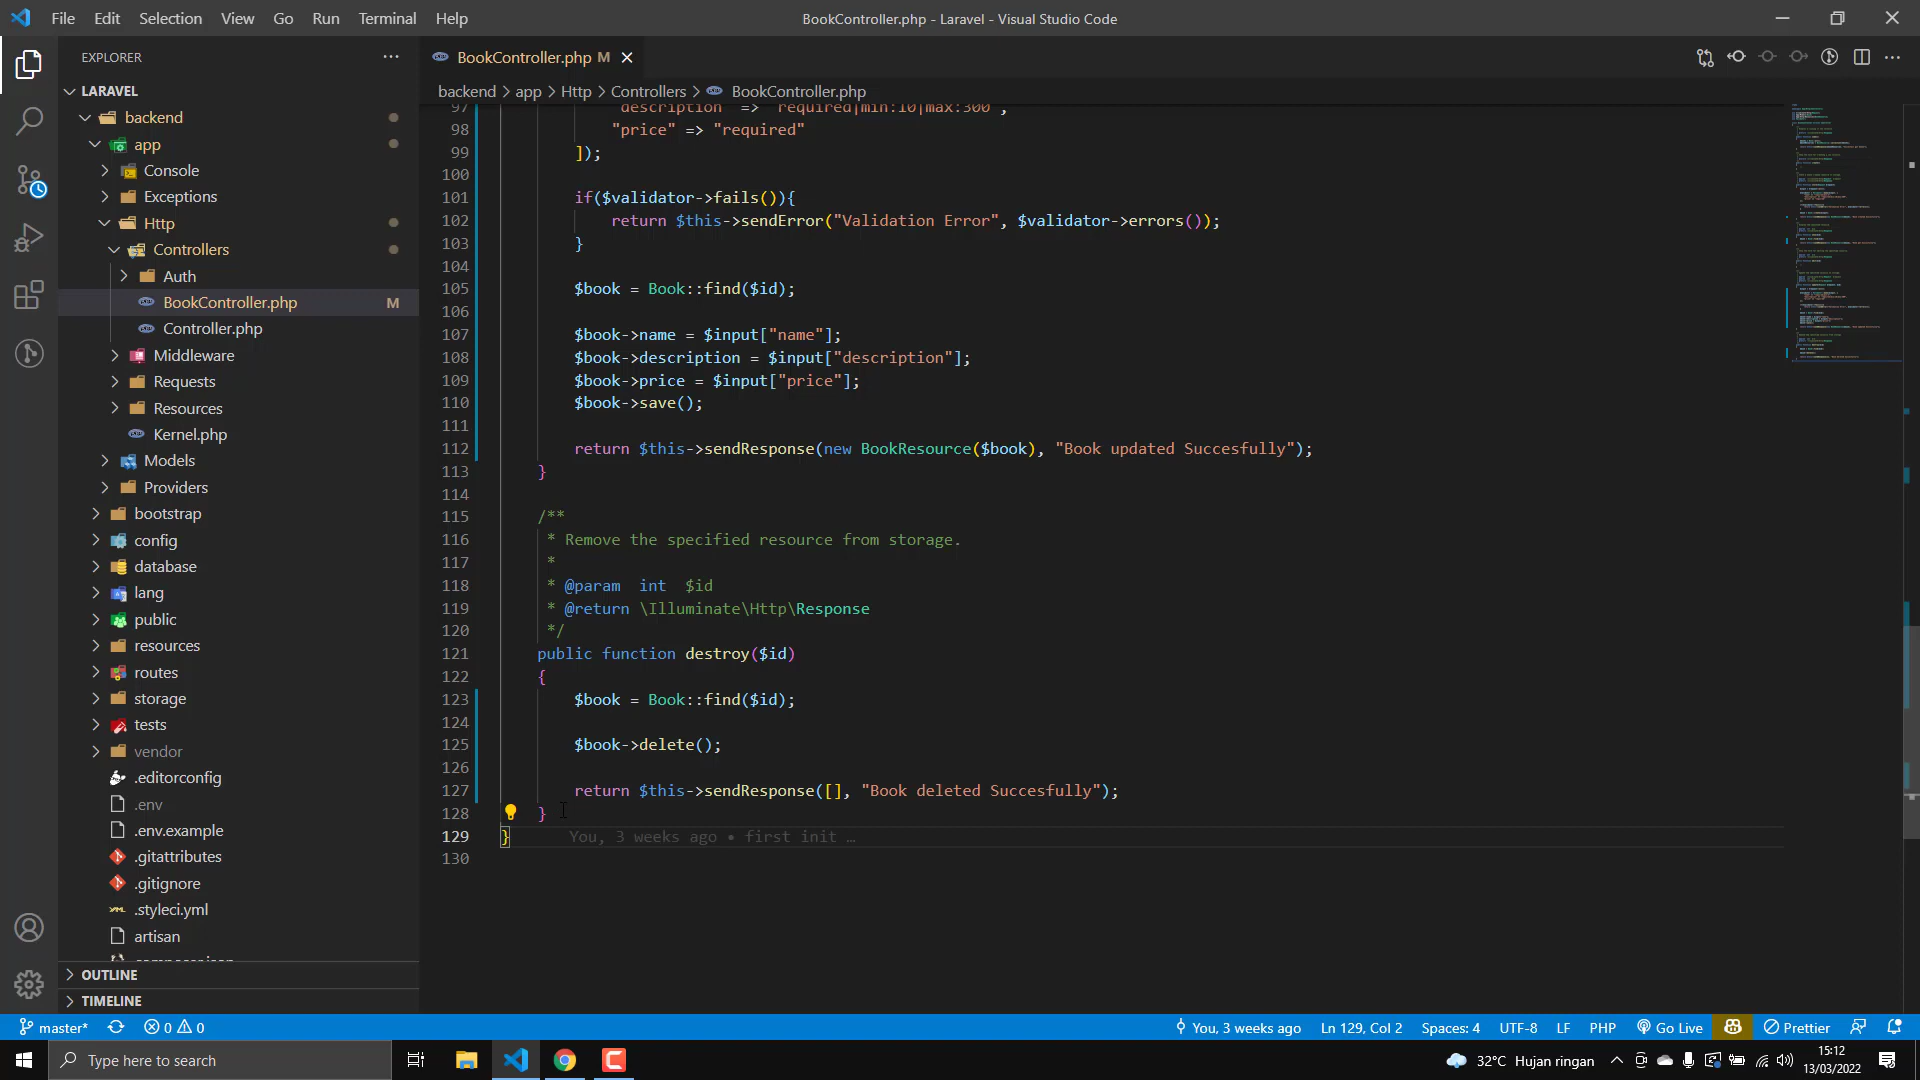 File Edit Selection View Go Run Terminal Help
BookController.php - Laravel - Visual Studio Code
EXPLORER
LARAVEL
backend
app
Console
Exceptions
Http
Controllers
Auth
BookController.php M
Controller.php
Middleware
Requests
Resources
Kernel.php
Models
Providers
bootstrap
config
database
lang
public
resources
routes
storage
tests
vendor
.editorconfig
.env
.env.example
.gitattributes
.gitignore
.styleci.yml
artisan
composer.json
OUTLINE
TIMELINE
BookController.php M
backend > app > Http > Controllers > BookController.php
97 "description" => "required|min:10|max:300",
98 "price" => "required"
99 ]);
100
101 if($validator->fails()){
102 return $this->sendError("Validation Error", $validator->errors());
103 }
104
105 $book = Book::find($id);
106
107 $book->name = $input["name"];
108 $book->description = $input["description"];
109 $book->price = $input["price"];
110 $book->save();
111
112 return $this->sendResponse(new BookResource($book), "Book updated Succesfully");
113 }
114
115 /**
116 * Remove the specified resource from storage.
117 *
118 * @param int $id
119 * @return \Illuminate\Http\Response
120 */
121 public function destroy($id)
122 {
123 $book = Book::find($id);
124
125 $book->delete();
126
127 return $this->sendResponse([], "Book deleted Succesfully");
128 }
129 } You, 3 weeks ago • first init …
130
master* 0 0 You, 3 weeks ago Ln 129, Col 2 Spaces: 4 UTF-8 LF PHP Go Live Prettier
Type here to search
32°C Hujan ringan
15:12
13/03/2022